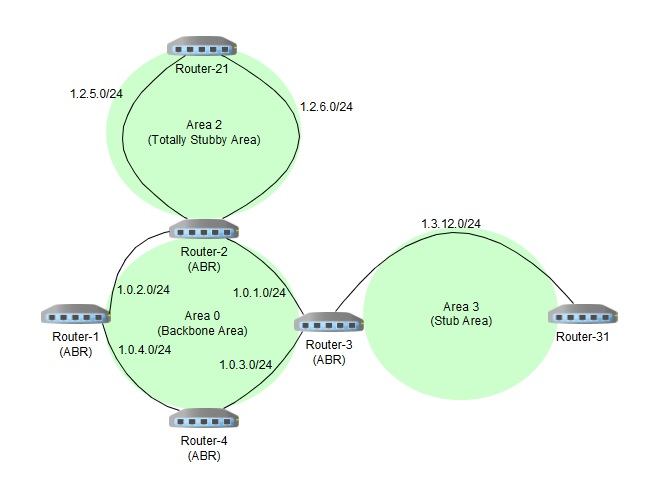 Router-21
1.2.5.0/24
1.2.6.0/24
Area 2
(Totally Stubby Area)
1.3.12.0/24
Router-2
(ABR)
1.0.2.0/24
1.0.1.0/24
Area 0
(Backbone Area)
Area 3
(Stub Area)
Router-1
(ABR)
Router-3
(ABR)
Router-31
1.0.4.0/24
1.0.3.0/24
Router-4
(ABR)